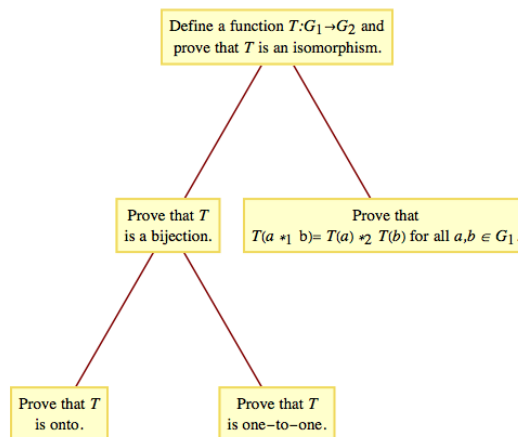 Define a function T:G₁→G₂ and
prove that T is an isomorphism.
Prove that T
is a bijection.
Prove that
T(a *₁ b)= T(a) *₂ T(b) for all a,b ∈ G₁.
Prove that T
is onto.
Prove that T
is one-to-one.